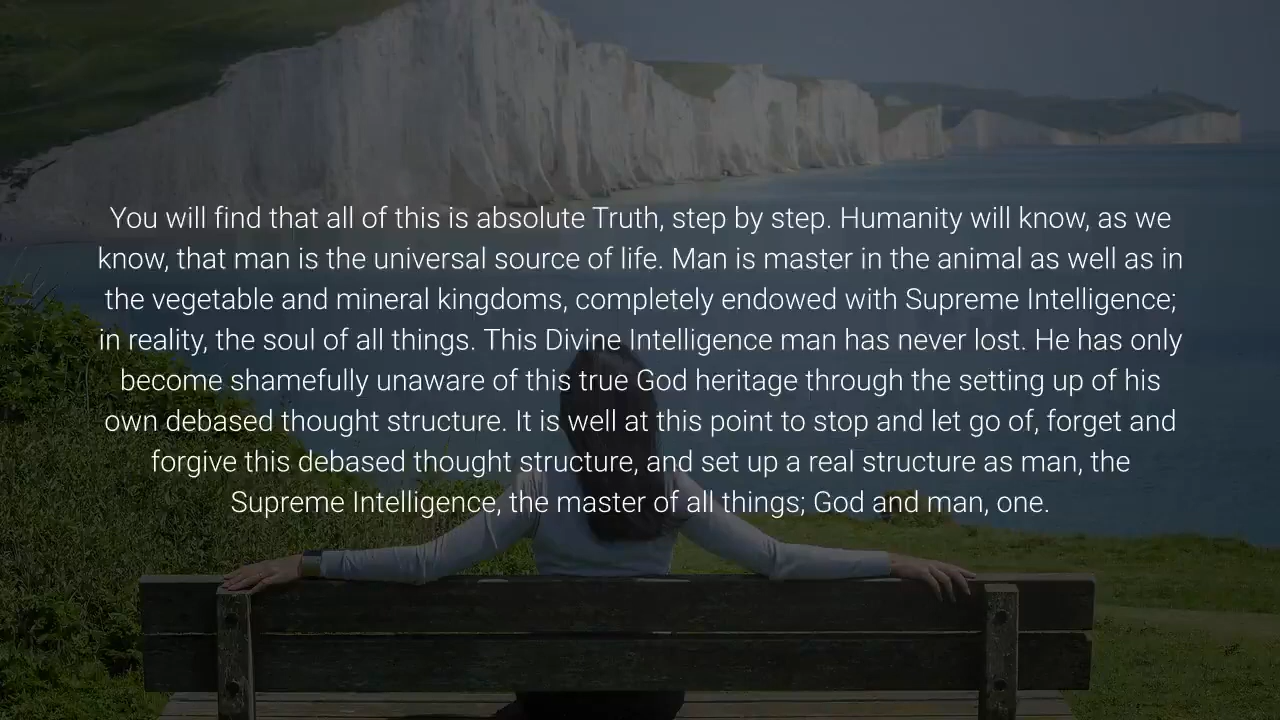 You will find that all of this is absolute Truth, step by step. Humanity will know, as we
know, that man is the universal source of life. Man is master in the animal as well as in
the vegetable and mineral kingdoms, completely endowed with Supreme Intelligence;
in reality, the soul of all things. This Divine Intelligence man has never lost. He has only
become shamefully unaware of this true God heritage through the setting up of his
own debased thought structure. It is well at this point to stop and let go of, forget and
forgive this debased thought structure, and set up a real structure as man, the
Supreme Intelligence, the master of all things; God and man, one.